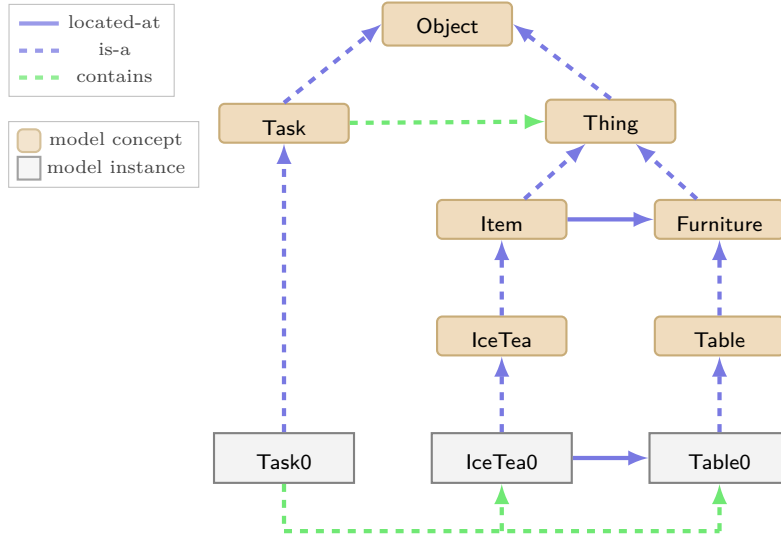 located-at
is-a
contains
model concept
model instance
Object
Task
Thing
Item
Furniture
IceTea
Table
Task0
IceTea0
Table0